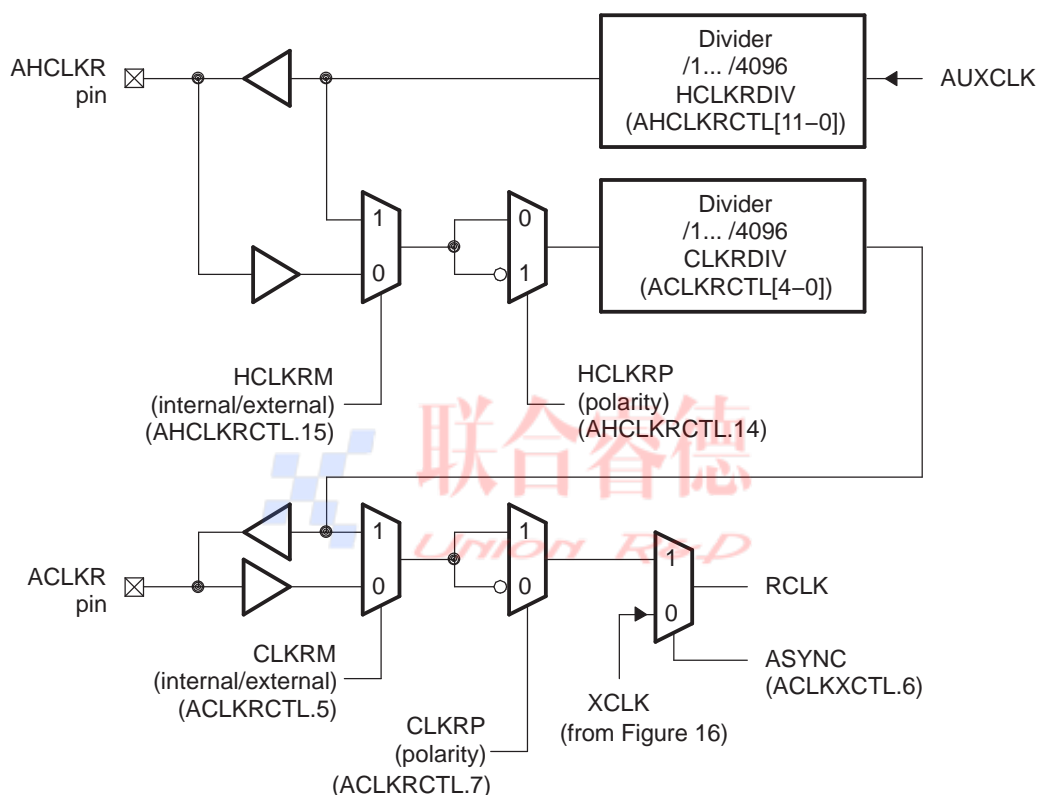 AHCLKR
pin
Divider
/1... /4096
HCLKRDIV
(AHCLKRCTL[11−0])
AUXCLK
1
0
0
1
Divider
/1... /4096
CLKRDIV
(ACLKRCTL[4−0])
HCLKRM
(internal/external)
(AHCLKRCTL.15)
HCLKRP
(polarity)
(AHCLKRCTL.14)
联合睿德
Union R&D
ACLKR
pin
1
0
1
0
1
0
RCLK
CLKRM
(internal/external)
(ACLKRCTL.5)
CLKRP
(polarity)
(ACLKRCTL.7)
XCLK
(from Figure 16)
ASYNC
(ACLKXCTL.6)